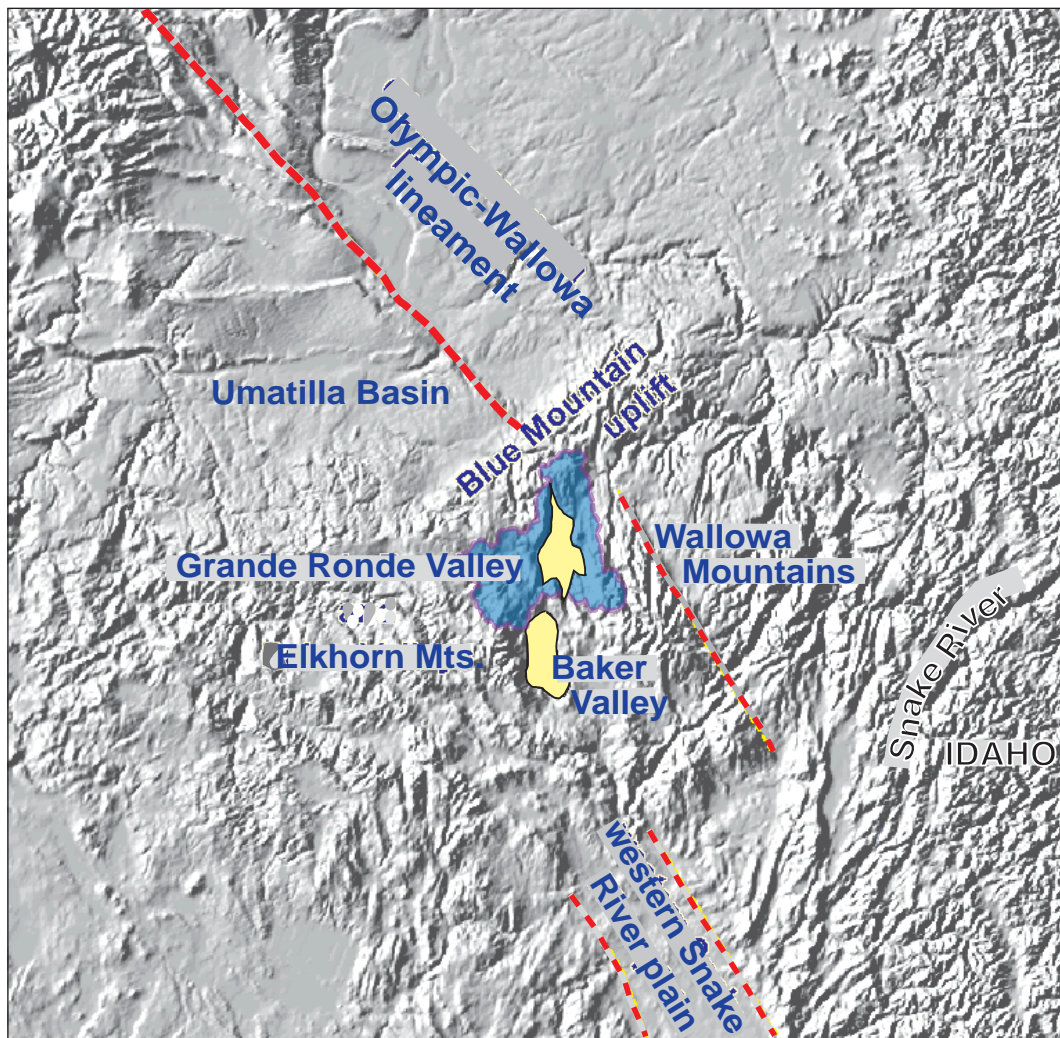 Olympic-Wallowa
lineament
Umatilla Basin
Blue Mountain
uplift
Grande Ronde Valley
Wallowa
Mountains
Elkhorn Mts.
Baker
Valley
Snake River
IDAHO
western Snake
River plain